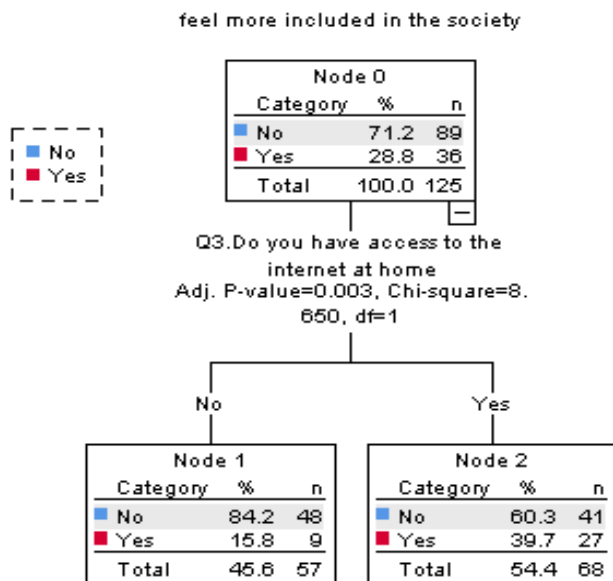 feel more included in the society
Node 0
Category % n
No 71.2 89
Yes 28.8 36
Total 100.0 125
No
Yes
Q3.Do you have access to the
internet at home
Adj. P-value=0.003, Chi-square=8.
650, df=1
No Yes
Node 1
Category % n
No 84.2 48
Yes 15.8 9
Total 45.6 57
Node 2
Category % n
No 60.3 41
Yes 39.7 27
Total 54.4 68